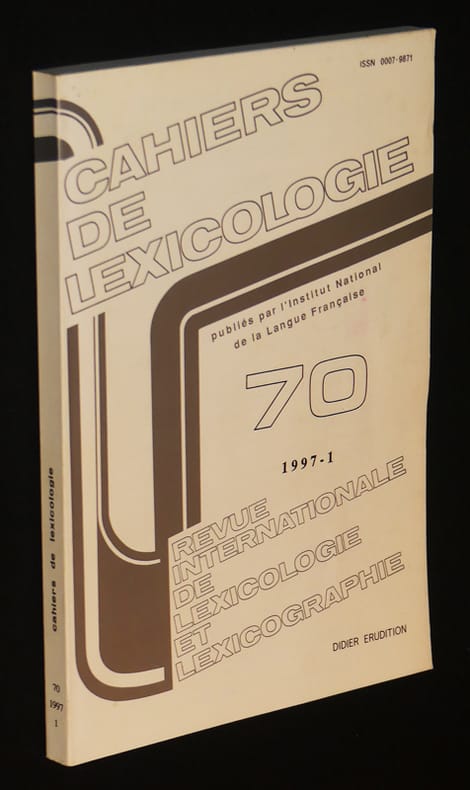 ISSN 0007-9871
CAHIERS
DE
LEXICOLOGIE
publiés par l'Institut National
de la Langue Française
70
1997-1
REVUE
INTERNATIONALE
DE
LEXICOLOGIE
ET
LEXICOGRAPHIE
DIDIER ERUDITION
cahiers de lexicologie
70
1997
1